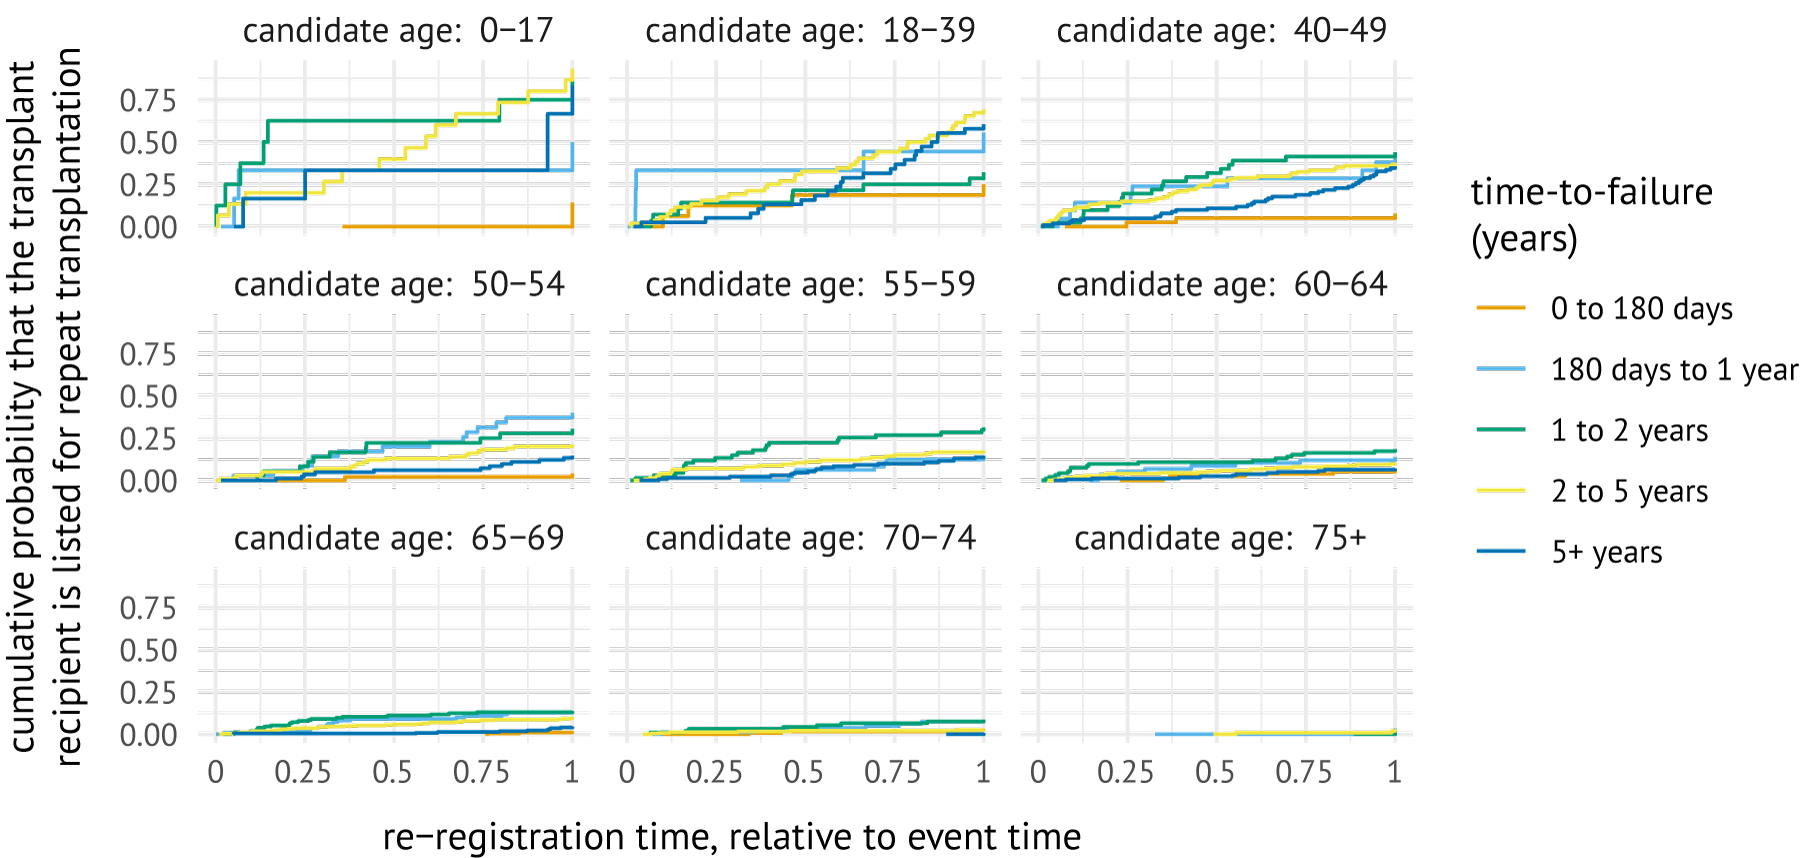 cumulative probability that the transplant
recipient is listed for repeat transplantation
candidate age: 0−17
candidate age: 18−39
candidate age: 40−49
0.75
0.50
0.25
0.00
candidate age: 50−54
candidate age: 55−59
candidate age: 60−64
0.75
0.50
0.25
0.00
candidate age: 65−69
candidate age: 70−74
candidate age: 75+
0.75
0.50
0.25
0.00
0 0.25 0.5 0.75 1
0 0.25 0.5 0.75 1
0 0.25 0.5 0.75 1
re−registration time, relative to event time
time-to-failure
(years)
0 to 180 days
180 days to 1 year
1 to 2 years
2 to 5 years
5+ years